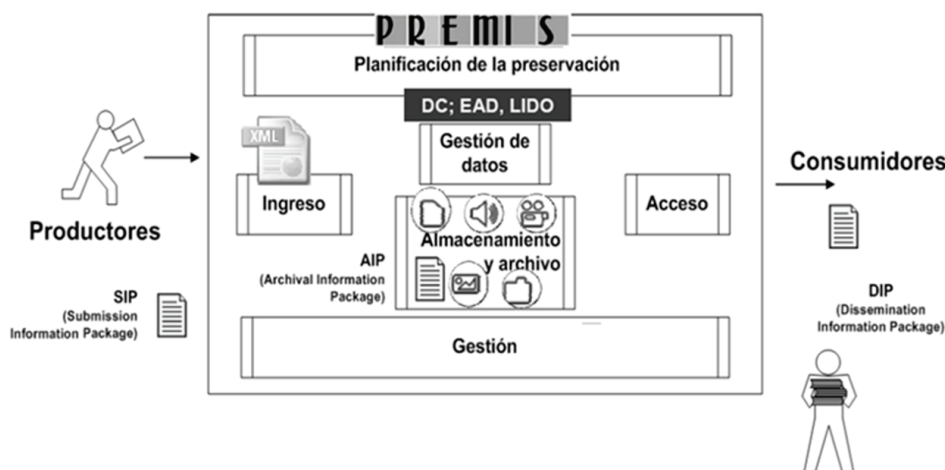 PREMIS
Planificación de la preservación
DC; EAD, LIDO
XML
Gestión de
datos
Ingreso
Acceso
Almacenamiento
y archivo
Productores
Consumidores
AIP
(Archival Information
Package)
SIP
(Submission
Information Package)
DIP
(Dissemination
Information Package)
Gestión